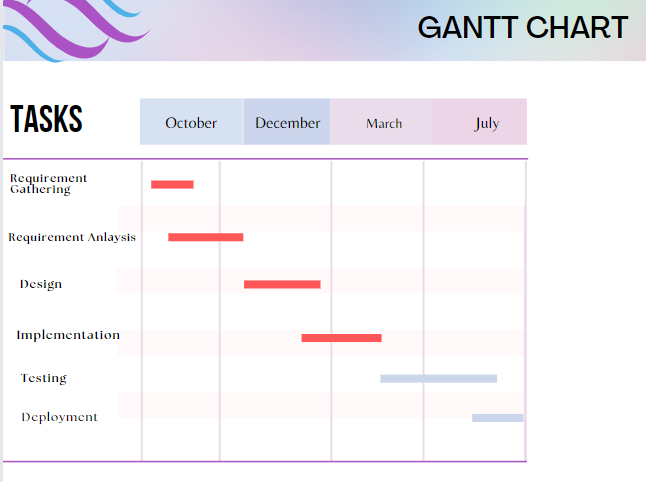 GANTT CHART
TASKS
October
December
March
July
Requirement
Gathering
Requirement Anlaysis
Design
Implementation
Testing
Deployment